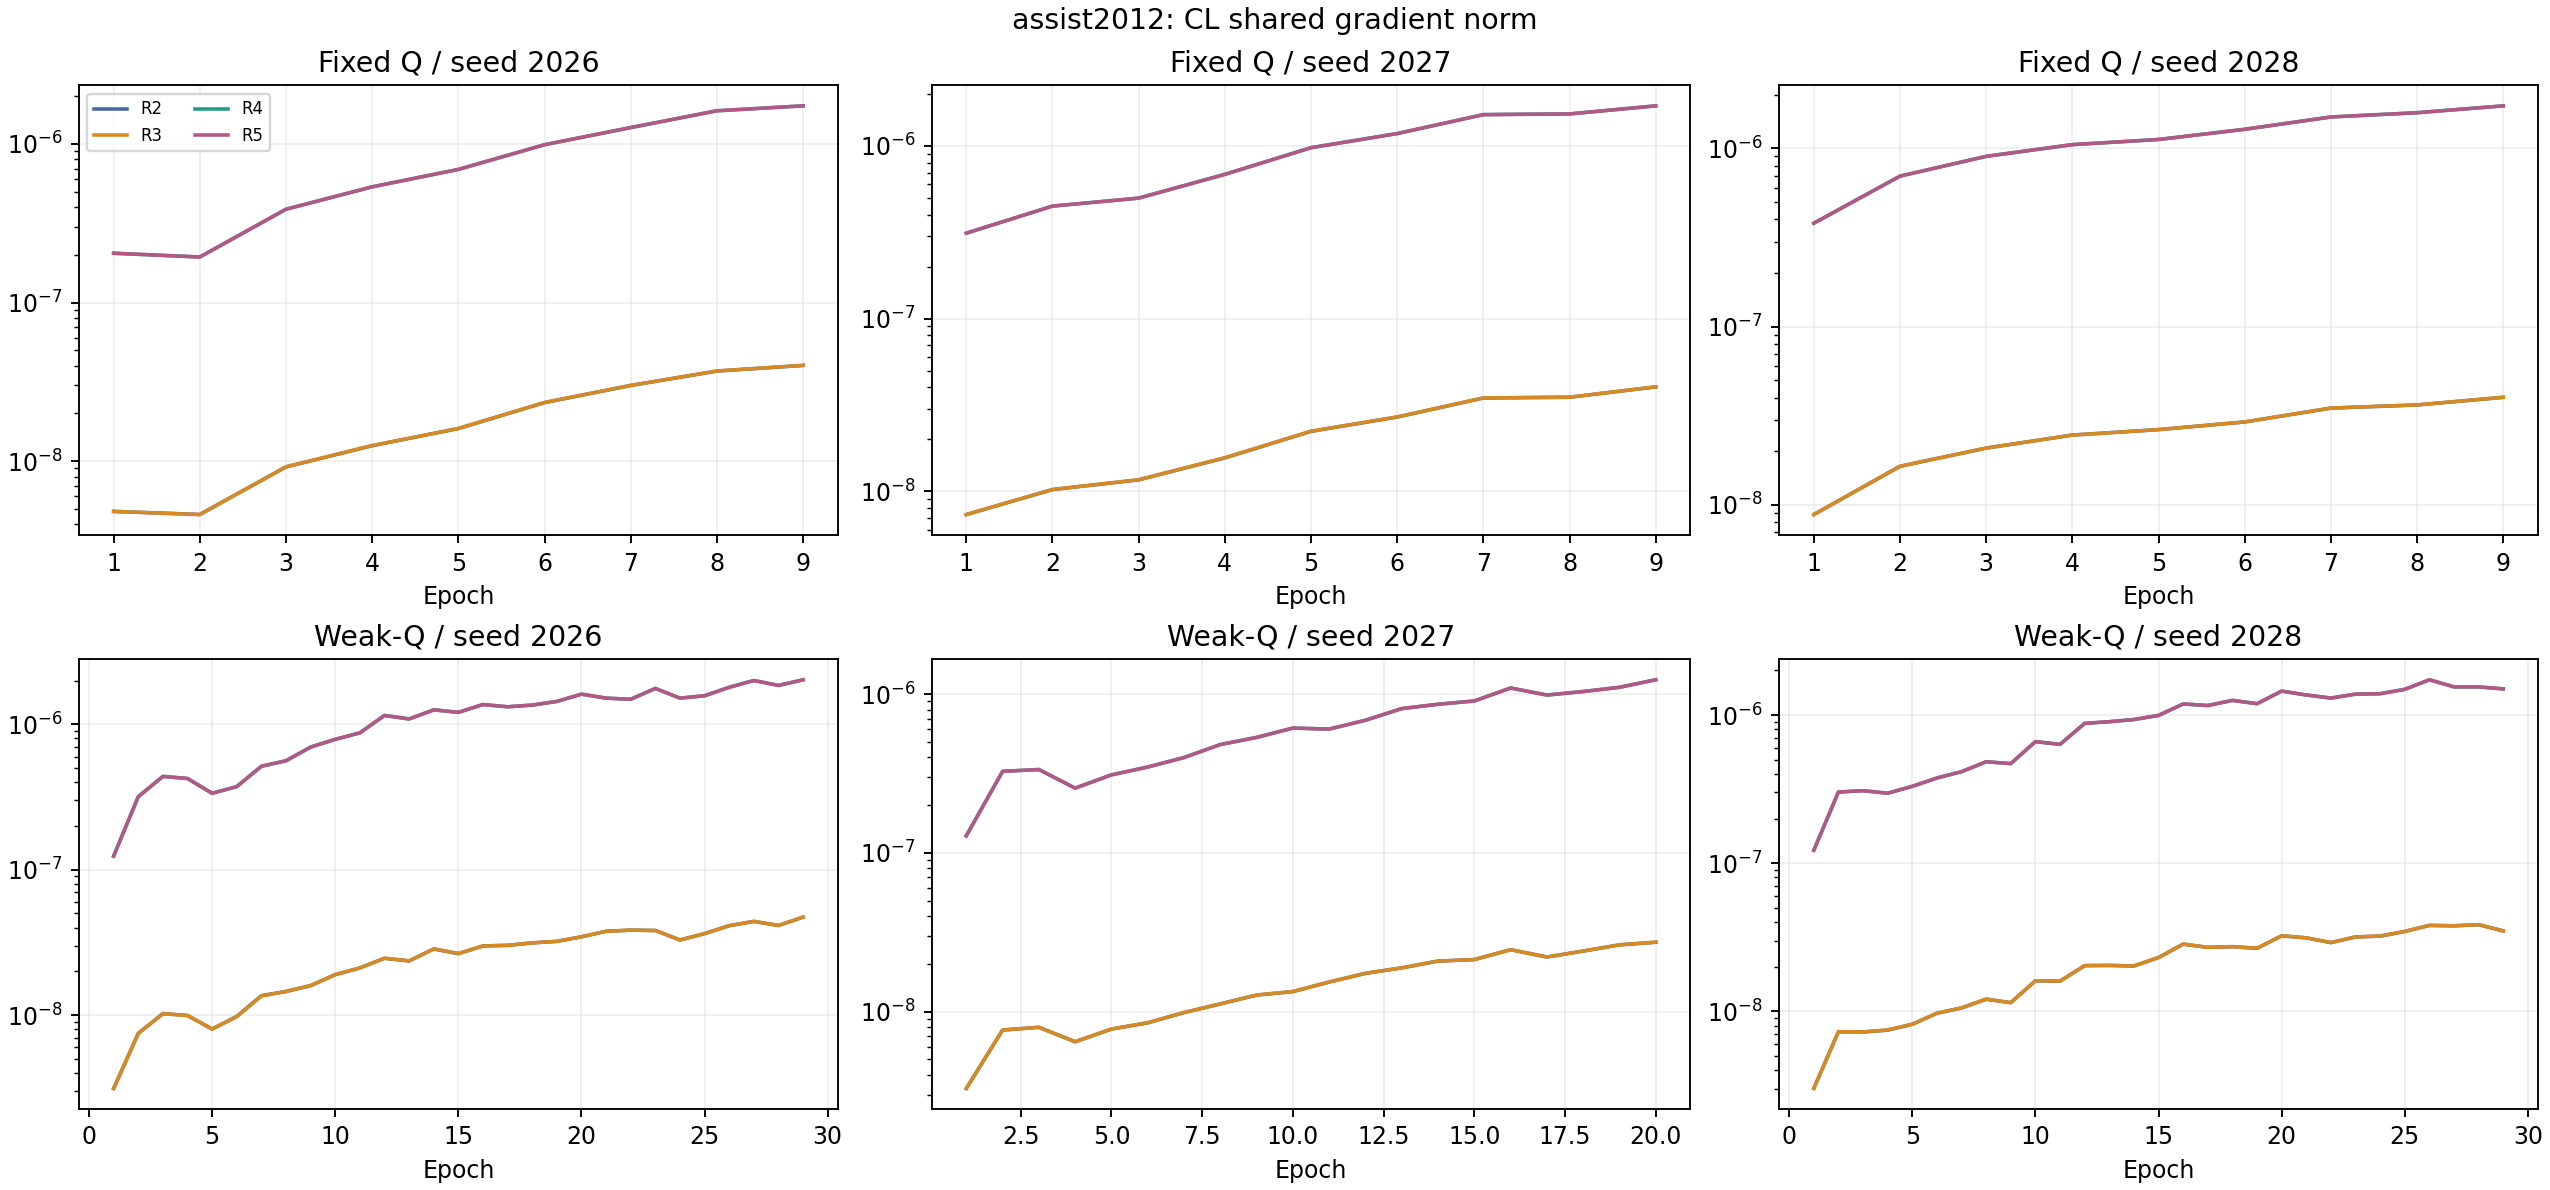 assist2012: CL shared gradient norm
Fixed Q / seed 2026
R2 R4
R3 R5
10⁻⁶
10⁻⁷
10⁻⁸
1 2 3 4 5 6 7 8 9
Epoch
Fixed Q / seed 2027
10⁻⁶
10⁻⁷
10⁻⁸
1 2 3 4 5 6 7 8 9
Epoch
Fixed Q / seed 2028
10⁻⁶
10⁻⁷
10⁻⁸
1 2 3 4 5 6 7 8 9
Epoch
Weak-Q / seed 2026
10⁻⁶
10⁻⁷
10⁻⁸
0 5 10 15 20 25 30
Epoch
Weak-Q / seed 2027
10⁻⁶
10⁻⁷
10⁻⁸
2.5 5.0 7.5 10.0 12.5 15.0 17.5 20.0
Epoch
Weak-Q / seed 2028
10⁻⁶
10⁻⁷
10⁻⁸
0 5 10 15 20 25 30
Epoch